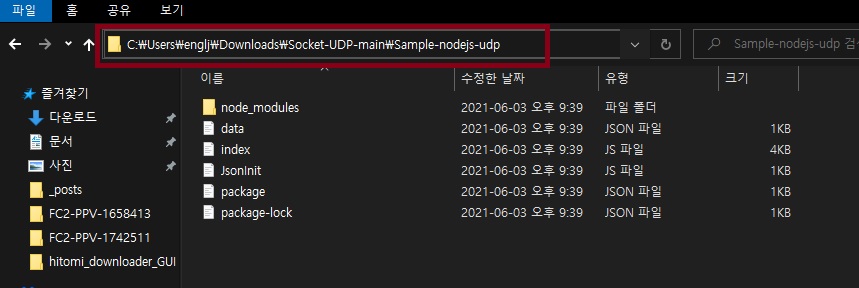 파일 홈 공유 보기
C:₩Users₩englj₩Downloads₩Socket-UDP-main₩Sample-nodejs-udp
Sample-nodejs-udp 검
이름 수정한 날짜 유형 크기
즐겨찾기
다운로드
문서
사진
_posts
FC2-PPV-1658413
FC2-PPV-1742511
hitomi_downloader_GUI
node_modules 2021-06-03 오후 9:39 파일 폴더
data 2021-06-03 오후 9:39 JSON 파일 1KB
index 2021-06-03 오후 9:39 JS 파일 4KB
JsonInit 2021-06-03 오후 9:39 JS 파일 1KB
package 2021-06-03 오후 9:39 JSON 파일 1KB
package-lock 2021-06-03 오후 9:39 JSON 파일 1KB